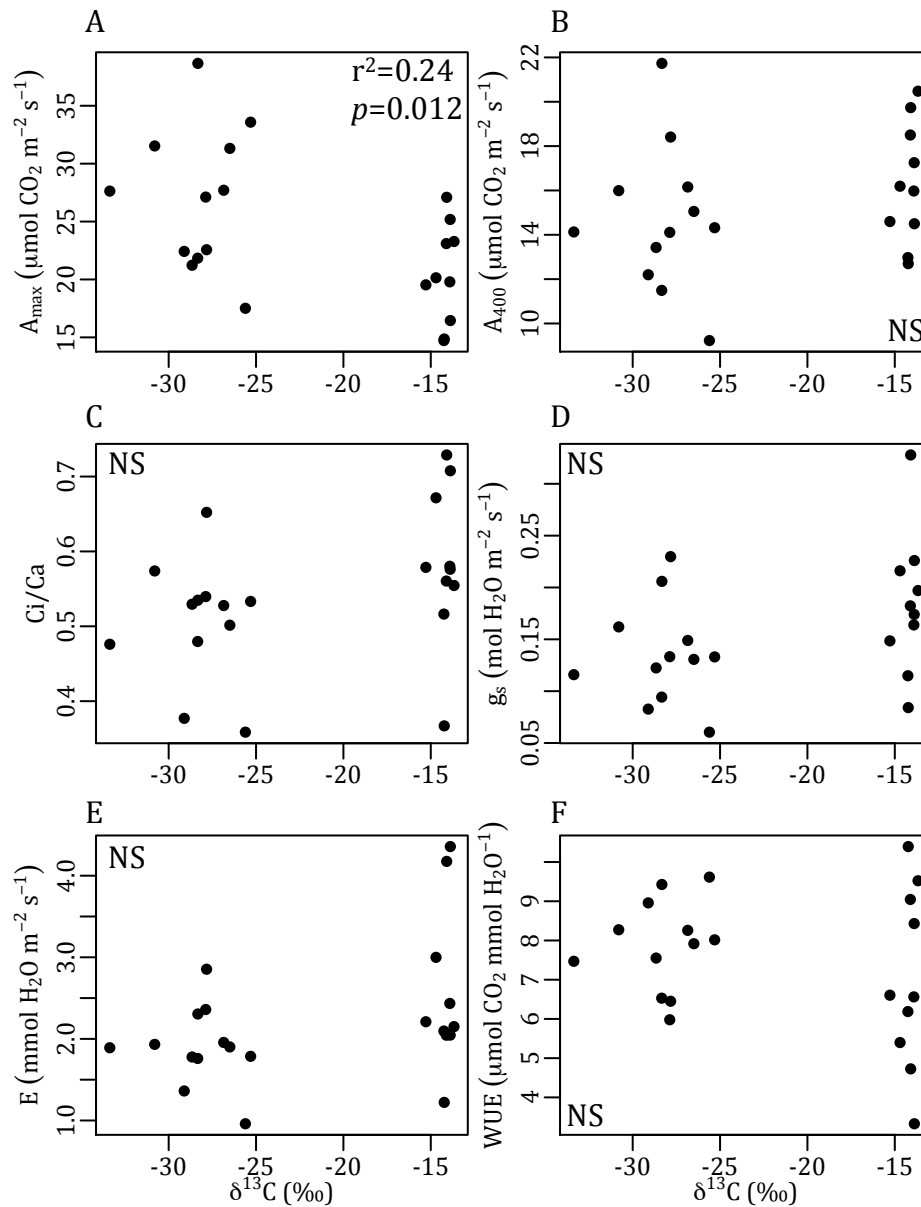 A
B
r²=0.24
p=0.012
NS
Aₘₐₓ (μmol CO₂ m⁻² s⁻¹)
15 20 25 30 35
-30 -25 -20 -15
A₄₀₀ (μmol CO₂ m⁻² s⁻¹)
10 14 18 22
-30 -25 -20 -15
C
D
NS
NS
Ci/Ca
0.4 0.5 0.6 0.7
-30 -25 -20 -15
gₛ (mol H₂O m⁻² s⁻¹)
0.05 0.15 0.25
-30 -25 -20 -15
E
F
NS
NS
E (mmol H₂O m⁻² s⁻¹)
1.0 2.0 3.0 4.0
-30 -25 -20 -15
δ¹³C (‰)
WUE (μmol CO₂ mmol H₂O⁻¹)
4 5 6 7 8 9
-30 -25 -20 -15
δ¹³C (‰)